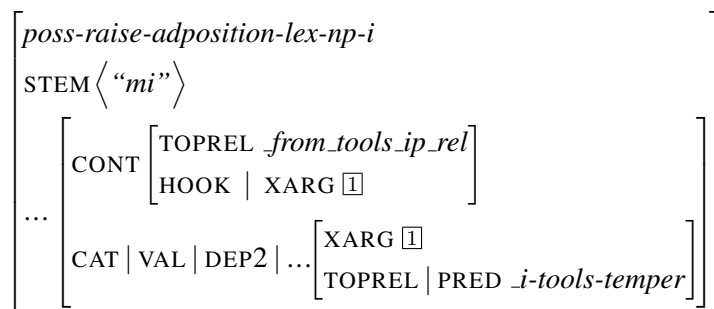 poss-raise-adposition-lex-np-i
STEM ⟨ “mi” ⟩
... CONT TOPREL _from_tools_ip_rel
HOOK | XARG 1
CAT | VAL | DEP2 | ... XARG 1
TOPREL | PRED _i-tools-temper